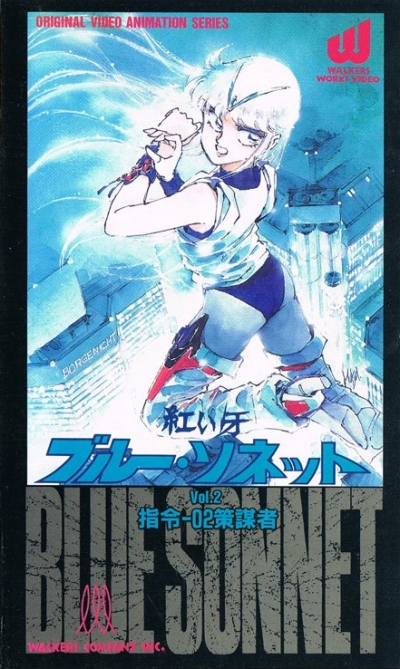 ORIGINAL VIDEO ANIMATION SERIES
WALKERS
WORKS・VIDEO
BORGENICHT
紅い牙
ブルー・ソネット
Vol.2
指令-02策謀者
BLUE SONNET
WALKERS COMPANY INC.